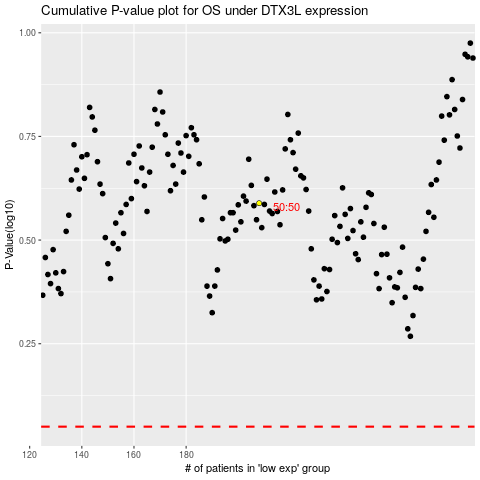 Cumulative P-value plot for OS under DTX3L expression
P-Value(log10)
1.00
0.75
0.50
0.25
50:50
120 140 160 180
# of patients in 'low exp' group